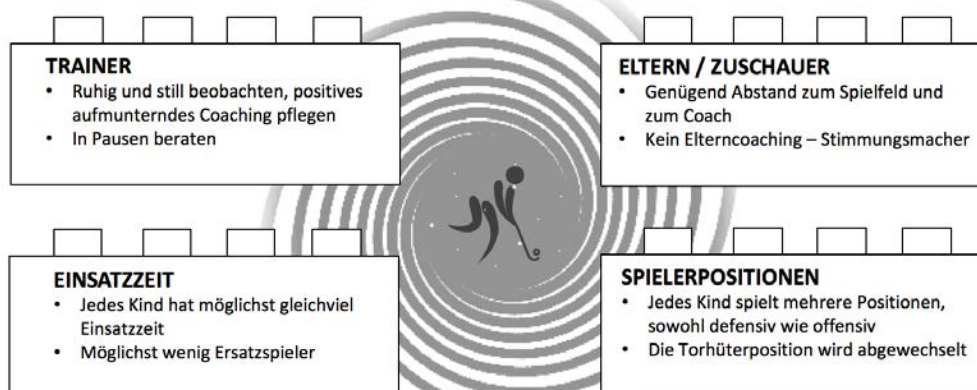 TRAINER
• Ruhig und still beobachten, positives
aufmunterndes Coaching pflegen
• In Pausen beraten
ELTERN / ZUSCHAUER
• Genügend Abstand zum Spielfeld und
zum Coach
• Kein Elterncoaching – Stimmungsmacher
EINSATZZEIT
• Jedes Kind hat möglichst gleichviel
Einsatzzeit
• Möglichst wenig Ersatzspieler
SPIELERPOSITIONEN
• Jedes Kind spielt mehrere Positionen,
sowohl defensiv wie offensiv
• Die Torhüterposition wird abgewechselt